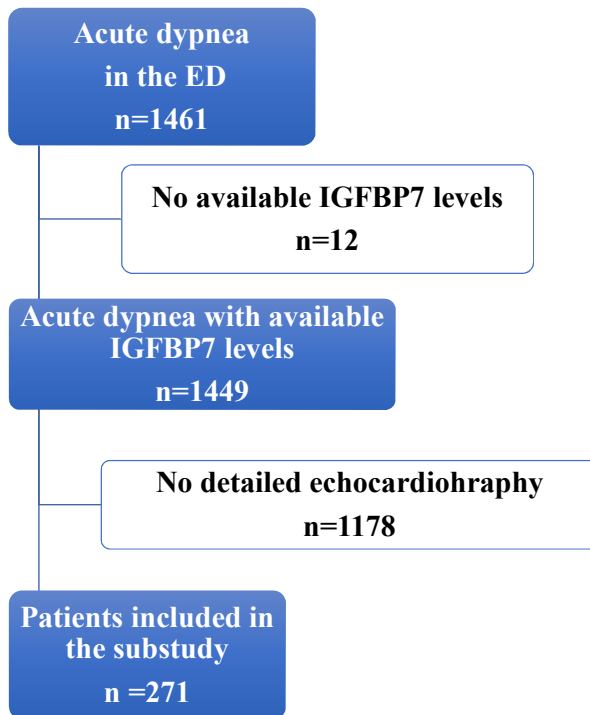 Acute dypnea
in the ED
n=1461
No available IGFBP7 levels
n=12
Acute dypnea with available
IGFBP7 levels
n=1449
No detailed echocardiohraphy
n=1178
Patients included in
the substudy
n =271